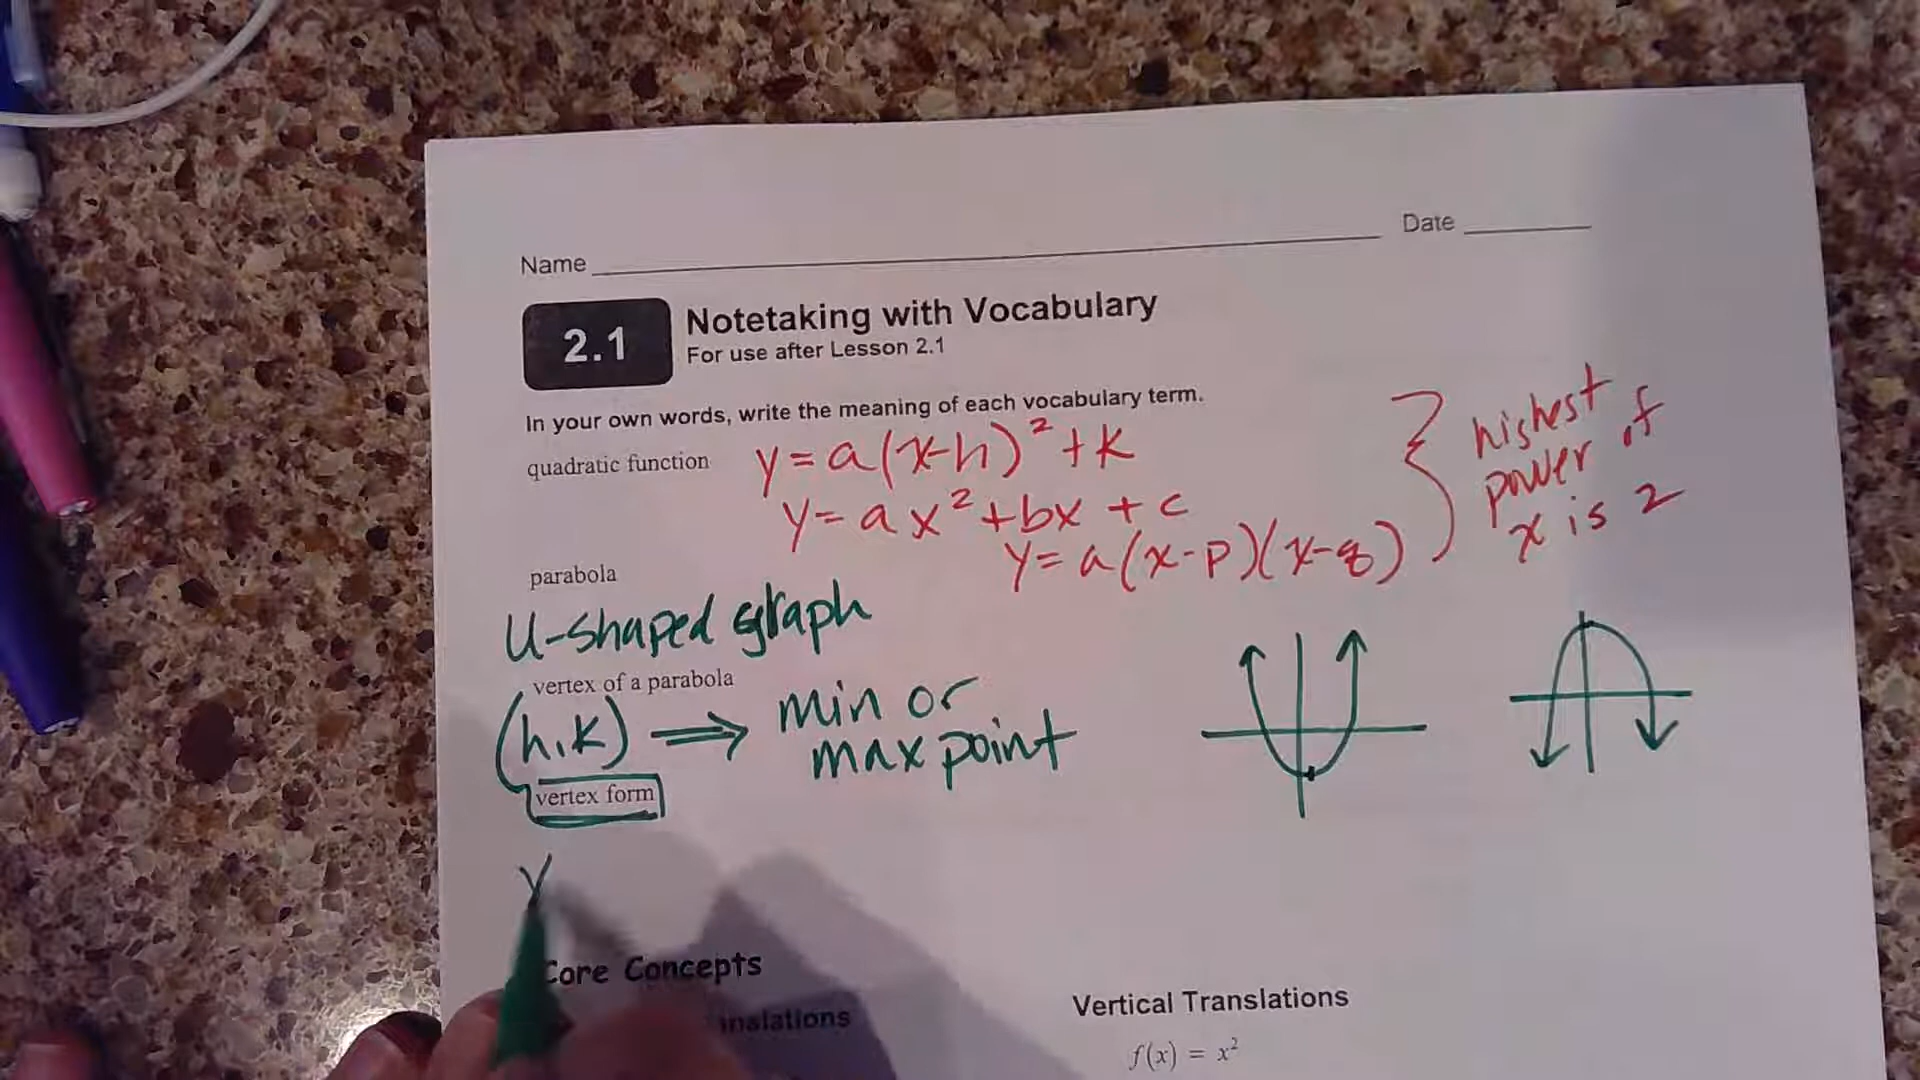 Name Date
2.1
Notetaking with Vocabulary
For use after Lesson 2.1
In your own words, write the meaning of each vocabulary term.
quadratic function y=a(x-h)²+k
y=ax²+bx+c
y=a(x-p)(x-q)
highest
power of
x is 2
parabola
U-shaped graph
vertex of a parabola
(h,k) ⇒ min or
max point
vertex form
y
Core Concepts
nslations
Vertical Translations
f(x) = x²